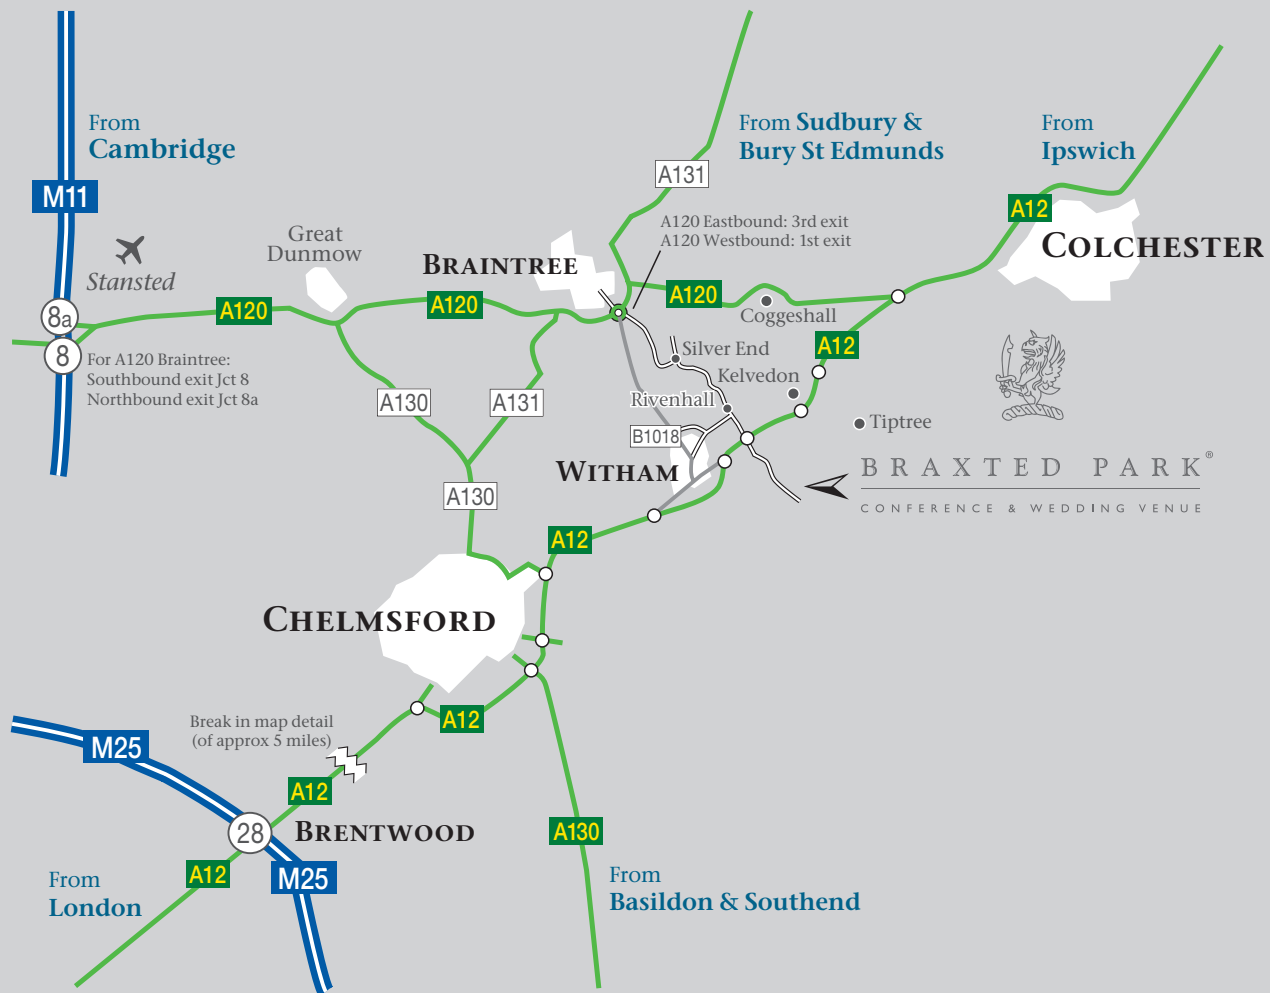 From
Cambridge
From Sudbury &
Bury St Edmunds
From
Ipswich
M11
A131
A12
A120 Eastbound: 3rd exit
A120 Westbound: 1st exit
Great
Dunmow
BRAINTREE
COLCHESTER
Stansted
A120
A120
A120
8a
Coggeshall
8
For A120 Braintree:
Southbound exit Jct 8
Northbound exit Jct 8a
A12
Silver End
Kelvedon
A130
A131
Rivenhall
Tiptree
B1018
WITHAM
BRAXTED PARK®
CONFERENCE & WEDDING VENUE
A130
A12
CHELMSFORD
Break in map detail
(of approx 5 miles)
A12
M25
A12
28
BRENTWOOD
A130
A12
M25
From
London
From
Basildon & Southend